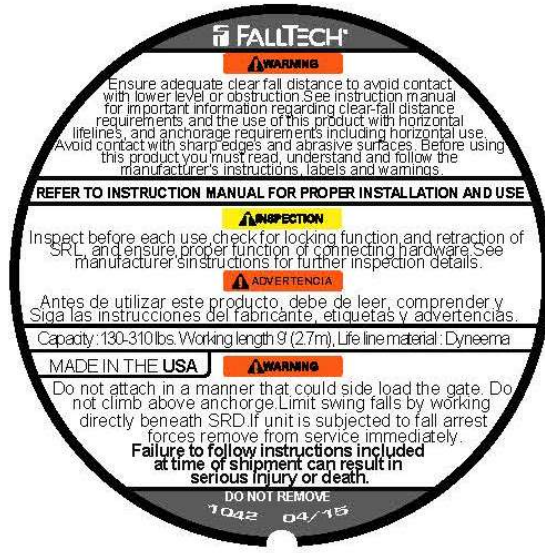 FALLTECH
WARNING
Ensure adequate clear fall distance to avoid contact
with lower level or obstruction.See instruction manual
for important information regarding clear-fall distance
requirements and the use of this product with horizontal
lifelines, and anchorage requirements including horizontal use.
Avoid contact with sharp edges and abrasive surfaces. Before using
this product you must read, understand and follow the
manufacturer's instructions, labels and warnings.
REFER TO INSTRUCTION MANUAL FOR PROPER INSTALLATION AND USE
INSPECTION
Inspect before each use,check for locking function,and retraction of
SRL, and ensure proper function of connecting hardware.See
manufacturer sinstructions for further inspection details.
ADVERTENCIA
Antes de utilizar este producto, debe de leer, comprender y
Siga las instrucciones del fabricante, etiquetas y advertencias.
Capacity: 130-310 lbs. Working length 9' (2.7m), Life line material : Dyneema
MADE IN THE USA
WARNING
Do not attach in a manner that could side load the gate. Do
not climb above anchorge.Limit swing falls by working
directly beneath SRD.If unit is subjected to fall arrest
forces remove from service immediately.
Failure to follow instructions included
at time of shipment can result in
serious injury or death.
DO NOT REMOVE
1042 04/15